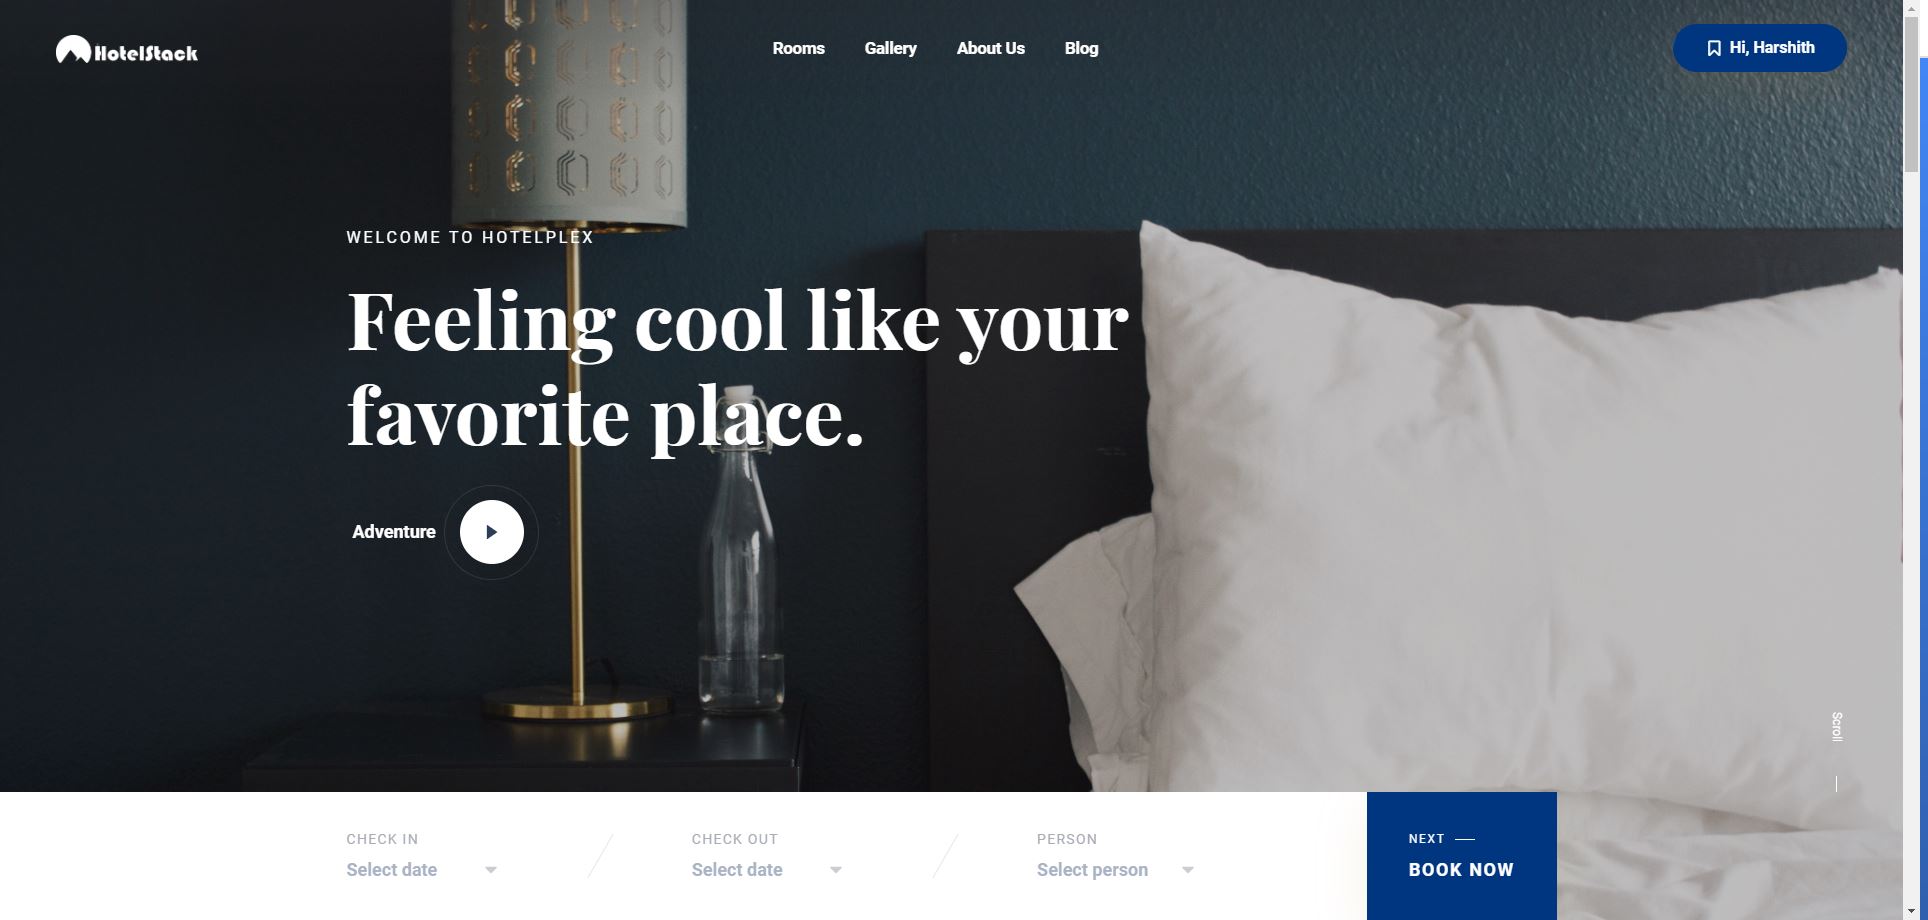 HotelStack
Rooms Gallery About Us Blog
Hi, Harshith
WELCOME TO HOTELPLEX
Feeling cool like your
favorite place.
Adventure
Scroll
CHECK IN
Select date
CHECK OUT
Select date
PERSON
Select person
NEXT
BOOK NOW